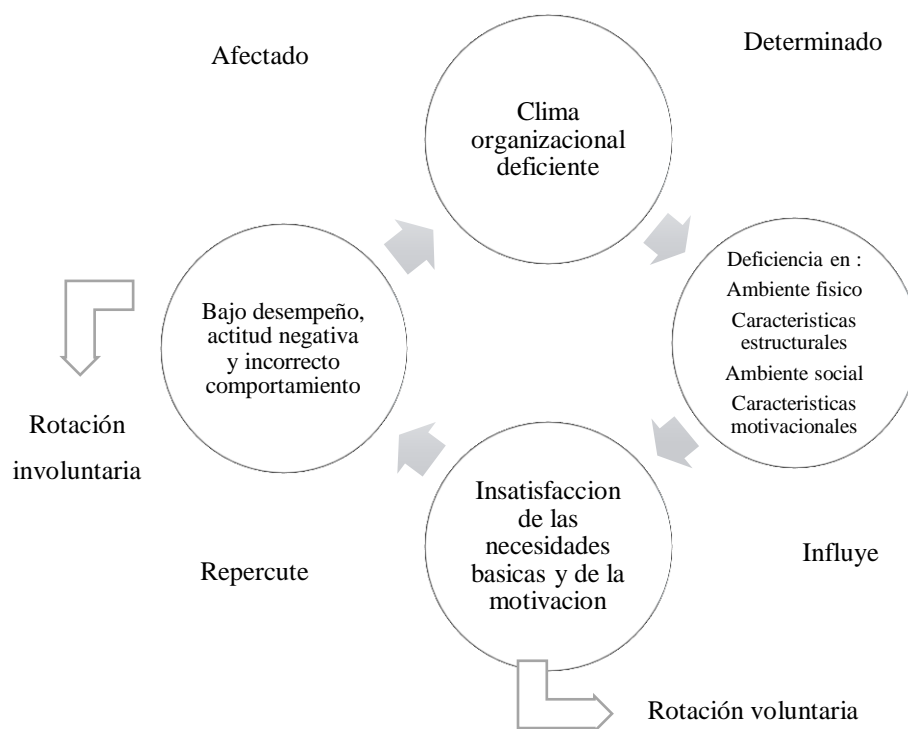 Afectado
Determinado
Clima
organizacional
deficiente
Deficiencia en :
Ambiente fisico
Caracteristicas
estructurales
Ambiente social
Caracteristicas
motivacionales
Bajo desempeño,
actitud negativa
y incorrecto
comportamiento
Rotación
involuntaria
Insatisfaccion
de las
necesidades
basicas y de la
motivacion
Influye
Repercute
Rotación voluntaria